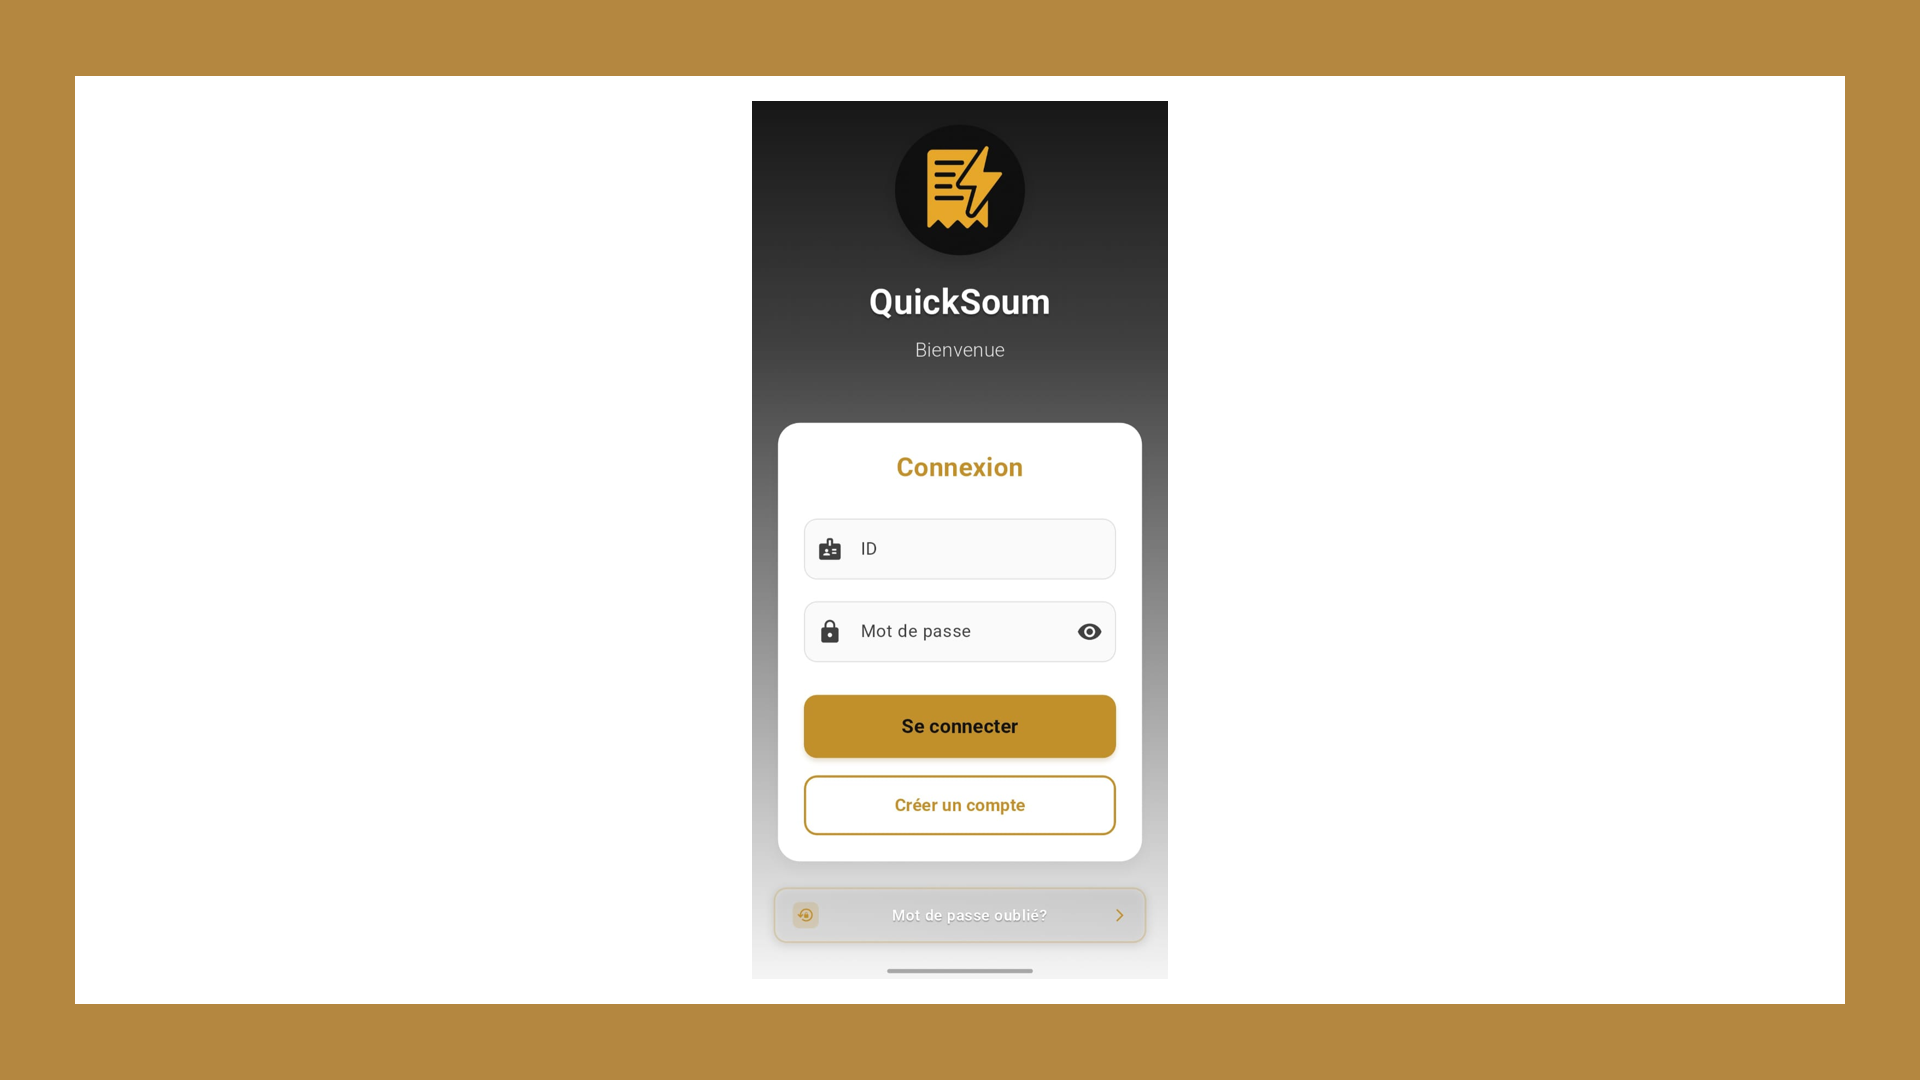 QuickSoum
Bienvenue
Connexion
ID
Mot de passe
Se connecter
Créer un compte
Mot de passe oublié?